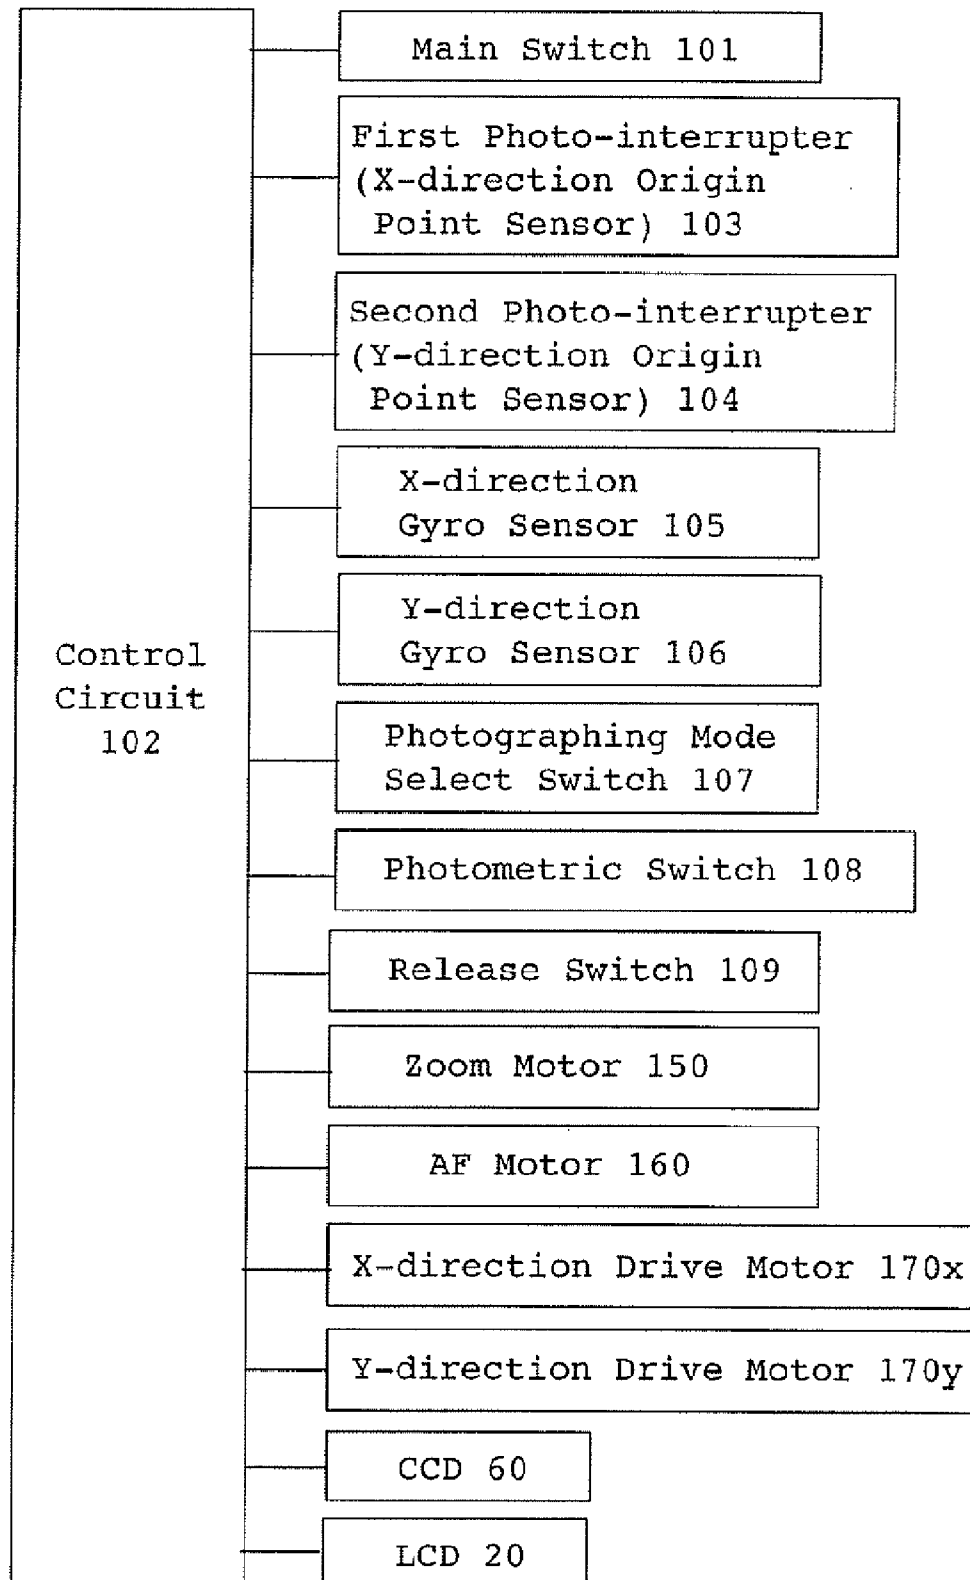 Main Switch 101
First Photo-interrupter
(X-direction Origin
Point Sensor) 103
Second Photo-interrupter
(Y-direction Origin
Point Sensor) 104
X-direction
Gyro Sensor 105
Y-direction
Gyro Sensor 106
Control
Circuit
102
Photographing Mode
Select Switch 107
Photometric Switch 108
Release Switch 109
Zoom Motor 150
AF Motor 160
X-direction Drive Motor 170x
Y-direction Drive Motor 170y
CCD 60
LCD 20